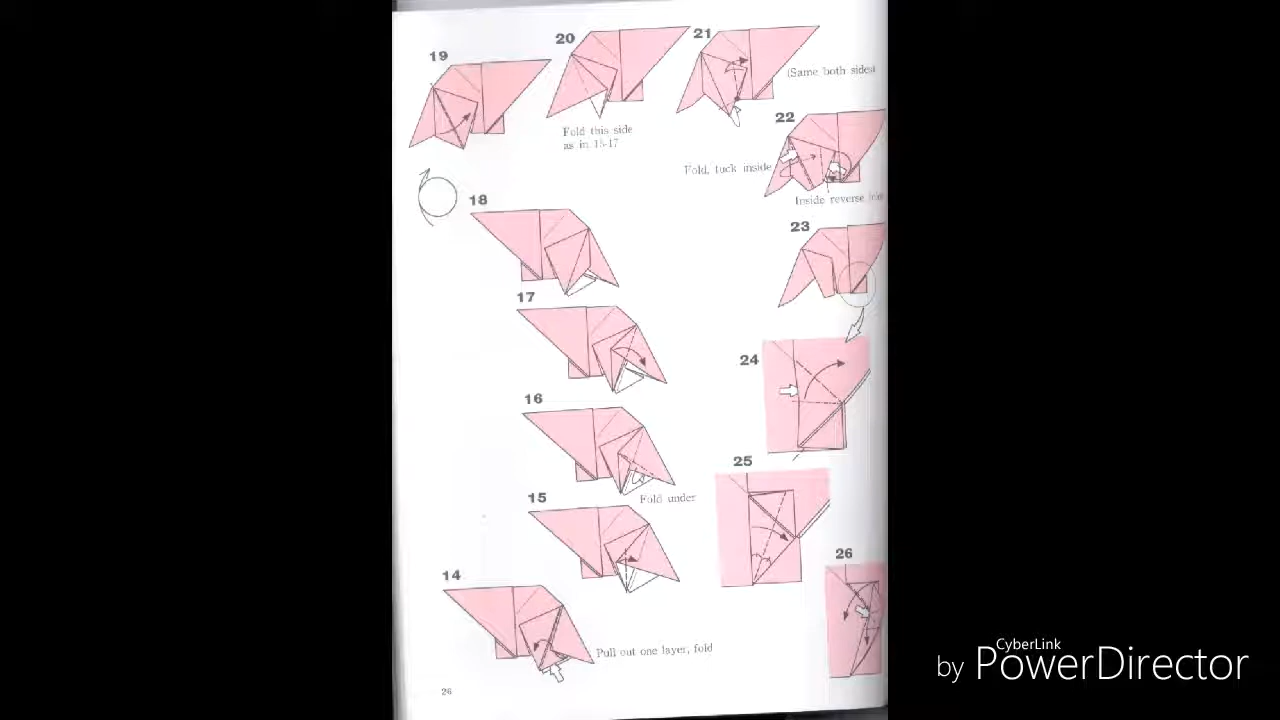 19
20
21
(Same both sides)
Fold this side
as in 15-17
22
Fold, tuck inside
Inside reverse
18
23
17
24
16
Fold under
25
15
26
14
Pull out one layer, fold
26
CyberLink
by PowerDirector